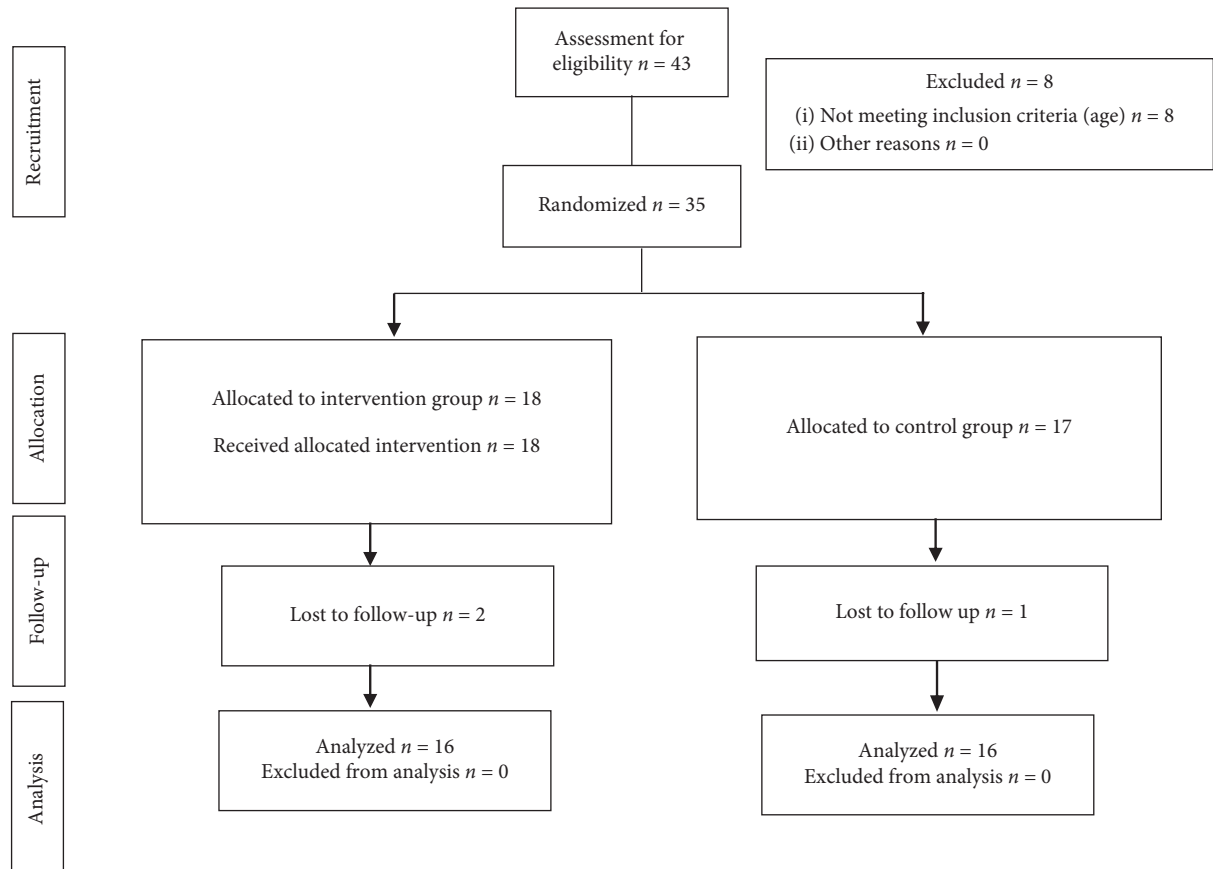 Recruitment
Assessment for
eligibility n = 43
Excluded n = 8
(i) Not meeting inclusion criteria (age) n = 8
(ii) Other reasons n = 0
Randomized n = 35
Allocation
Allocated to intervention group n = 18
Received allocated intervention n = 18
Allocated to control group n = 17
Follow-up
Lost to follow-up n = 2
Lost to follow up n = 1
Analysis
Analyzed n = 16
Excluded from analysis n = 0
Analyzed n = 16
Excluded from analysis n = 0